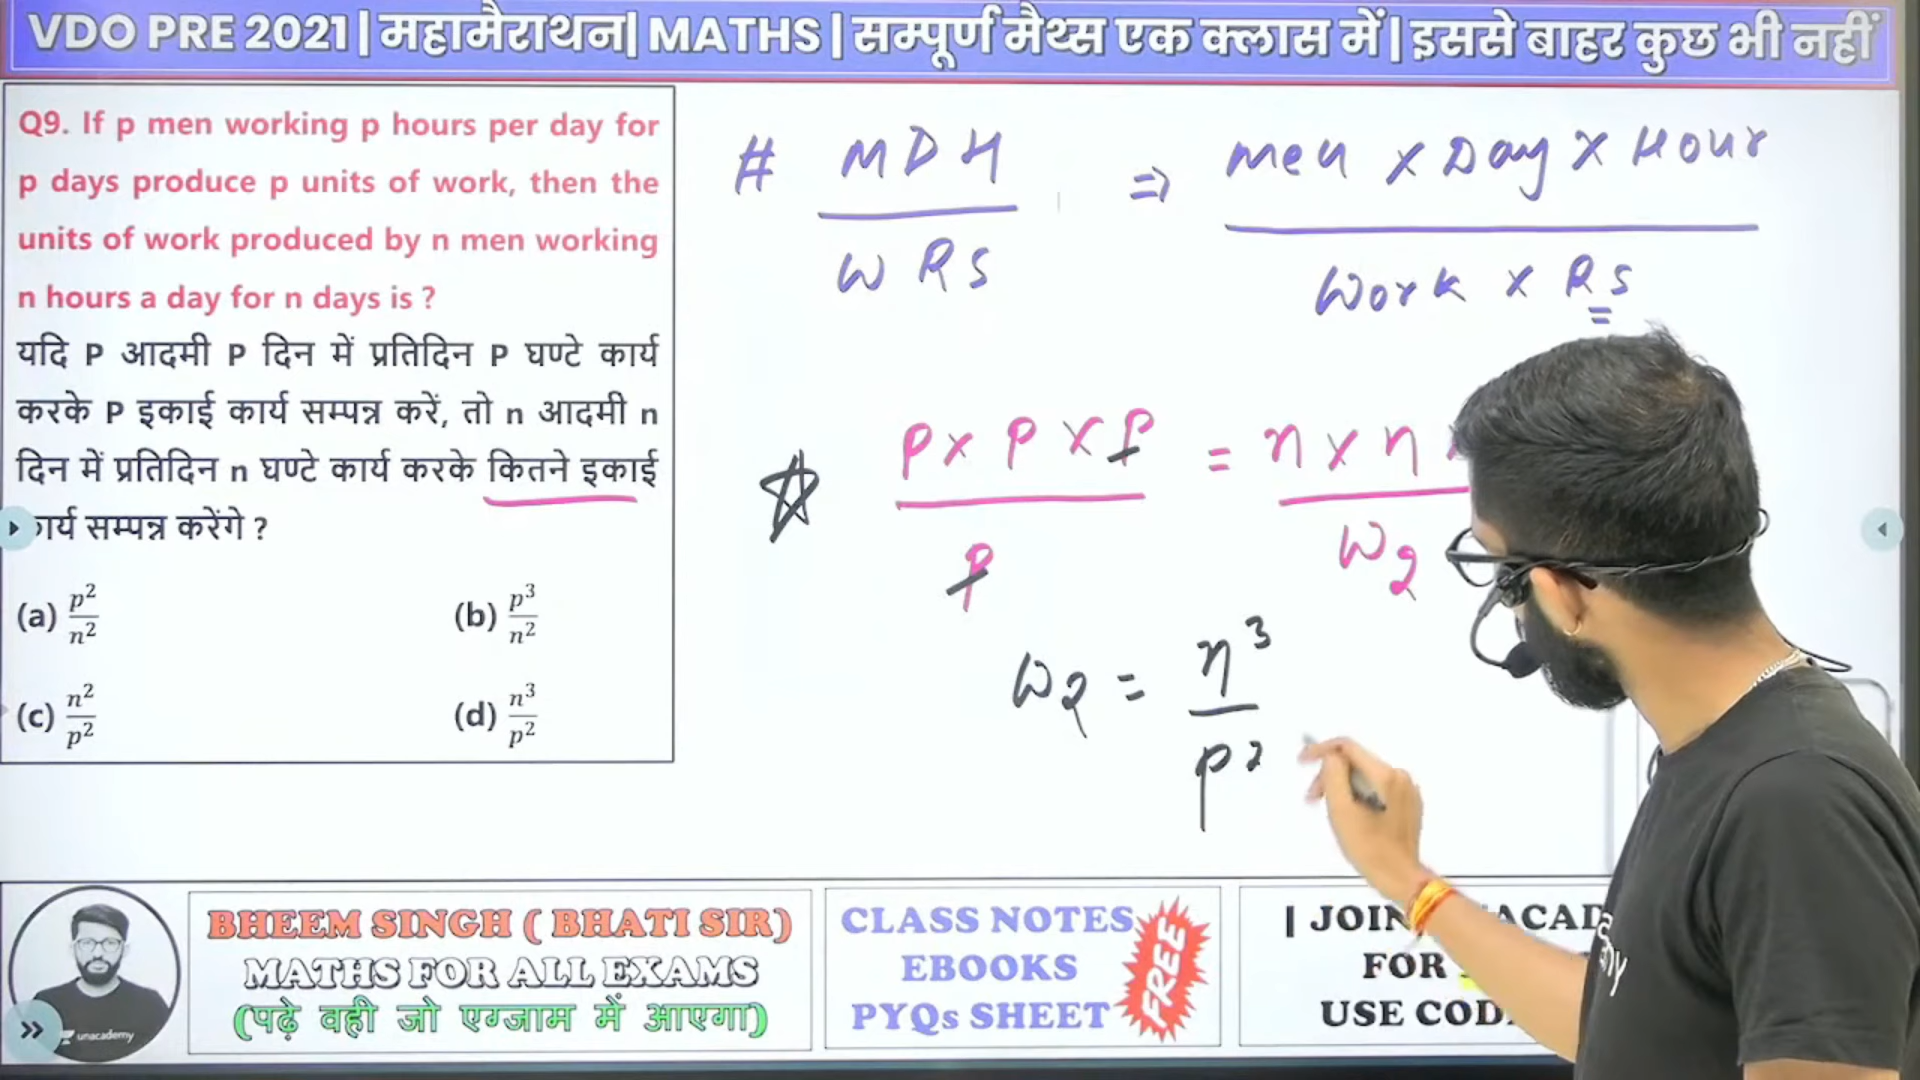 VDO PRE 2021 | महामैराथन| MATHS | सम्पूर्ण मैथ्स एक क्लास में| इससे बाहर कुछ भी नहीं
Q9. If p men working p hours per day for
p days produce p units of work, then the
units of work produced by n men working
n hours a day for n days is ?
यदि P आदमी P दिन में प्रतिदिन P घण्टे कार्य
करके P इकाई कार्य सम्पन्न करें, तो n आदमी n
दिन में प्रतिदिन n घण्टे कार्य करके कितने इकाई
ार्य सम्पन्न करेंगे ?
(a) p²/n² (b) p³/n²
(c) n²/p² (d) n³/p²
# MDH ⇒ Men x Day x Hour
W RS Work x RS
P x P x P = n x n
P W₂
W₂ = n³
p²
BHEEM SINGH ( BHATI SIR)
MATHS FOR ALL EXAMS
(पढ़े वही जो एग्जाम में आएगा)
unacademy
CLASS NOTES
EBOOKS
PYQs SHEET
FREE
| JOIN
FOR
USE